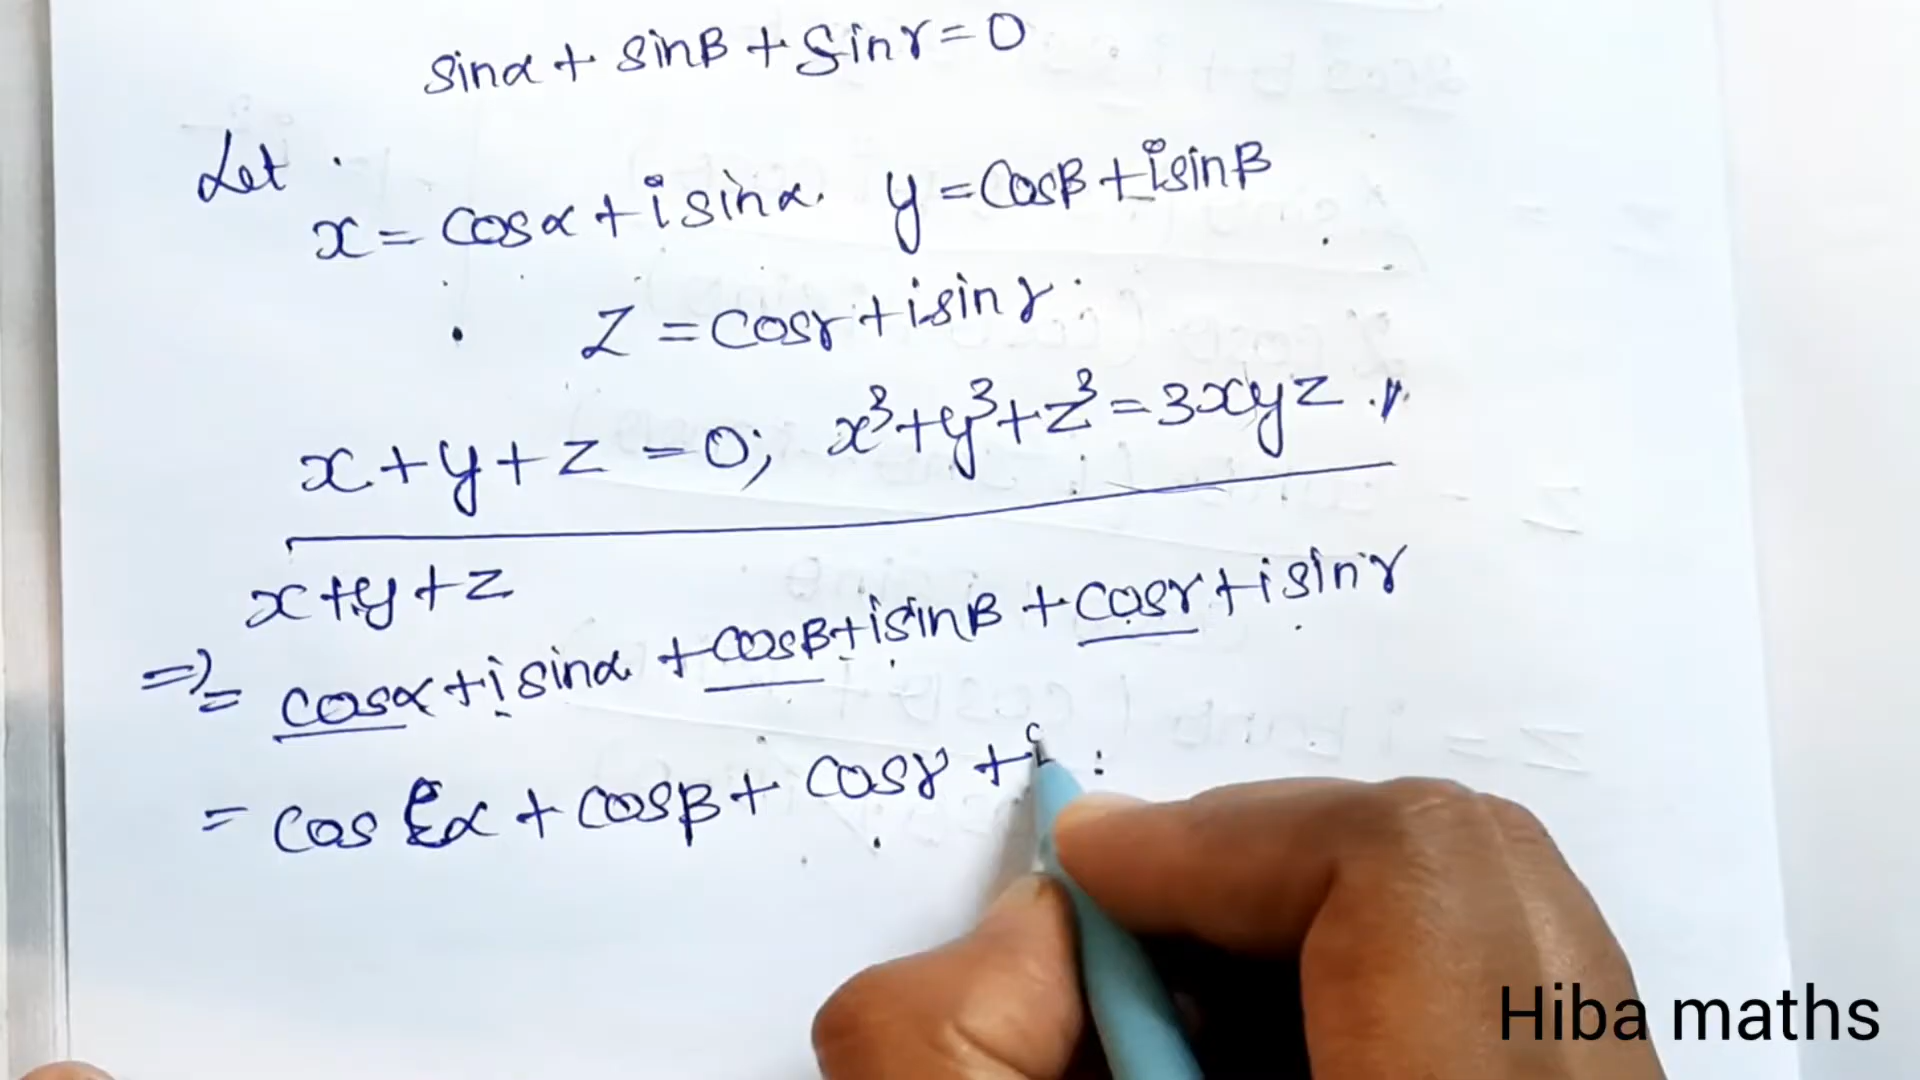 sinα + sinβ + sinγ = 0
Let
x = cosα + i sinα. y = cosβ + i sinβ
z = cosγ + i sinγ
x + y + z = 0; x³ + y³ + z³ = 3xyz
x + y + z
⇒ = cosα + i sinα + cosβ + i sinβ + cosγ + i sinγ
= cos α + cosβ + cosγ + i
Hiba maths